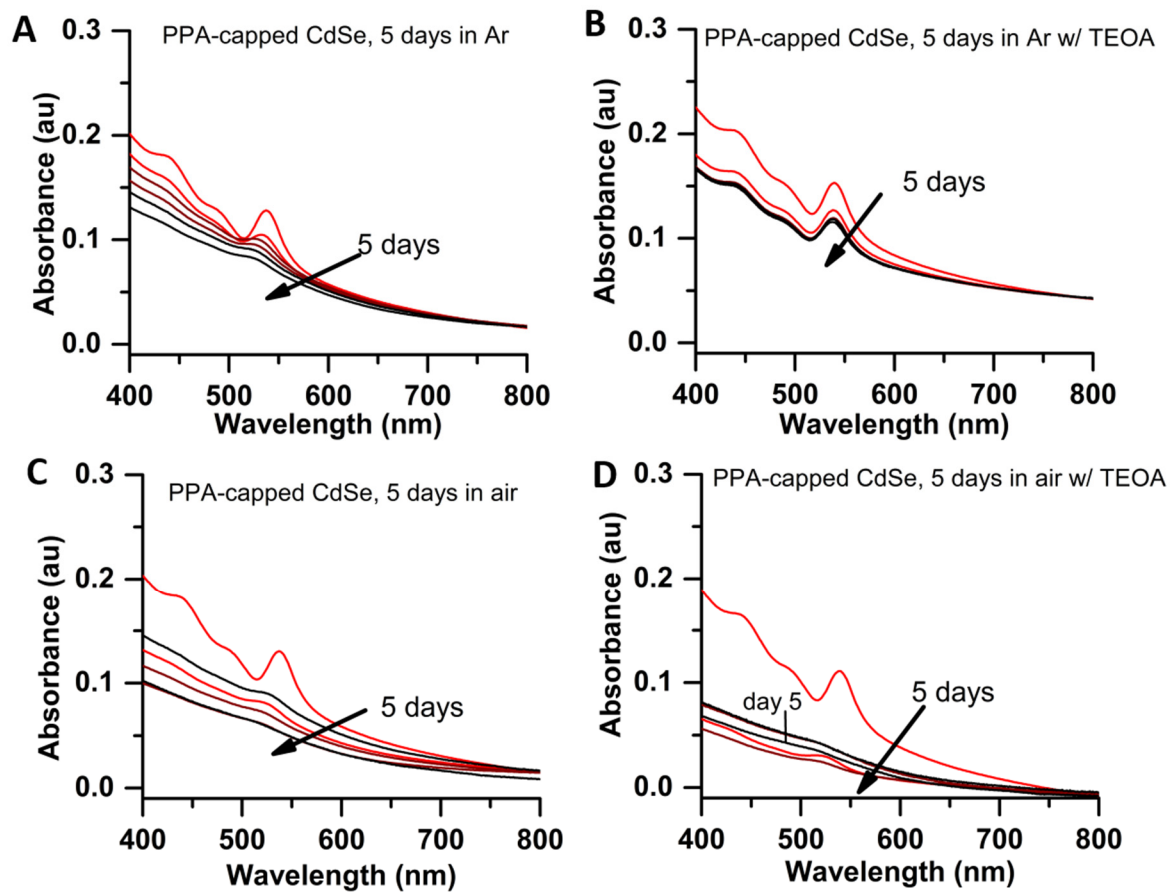 A
PPA-capped CdSe, 5 days in Ar
0.3
0.2
0.1
0.0
Absorbance (au)
5 days
400 500 600 700 800
Wavelength (nm)
B
PPA-capped CdSe, 5 days in Ar w/ TEOA
0.3
0.2
0.1
0.0
Absorbance (au)
5 days
400 500 600 700 800
Wavelength (nm)
C
PPA-capped CdSe, 5 days in air
0.3
0.2
0.1
0.0
Absorbance (au)
5 days
400 500 600 700 800
Wavelength (nm)
D
PPA-capped CdSe, 5 days in air w/ TEOA
0.3
0.2
0.1
0.0
Absorbance (au)
day 5
5 days
400 500 600 700 800
Wavelength (nm)